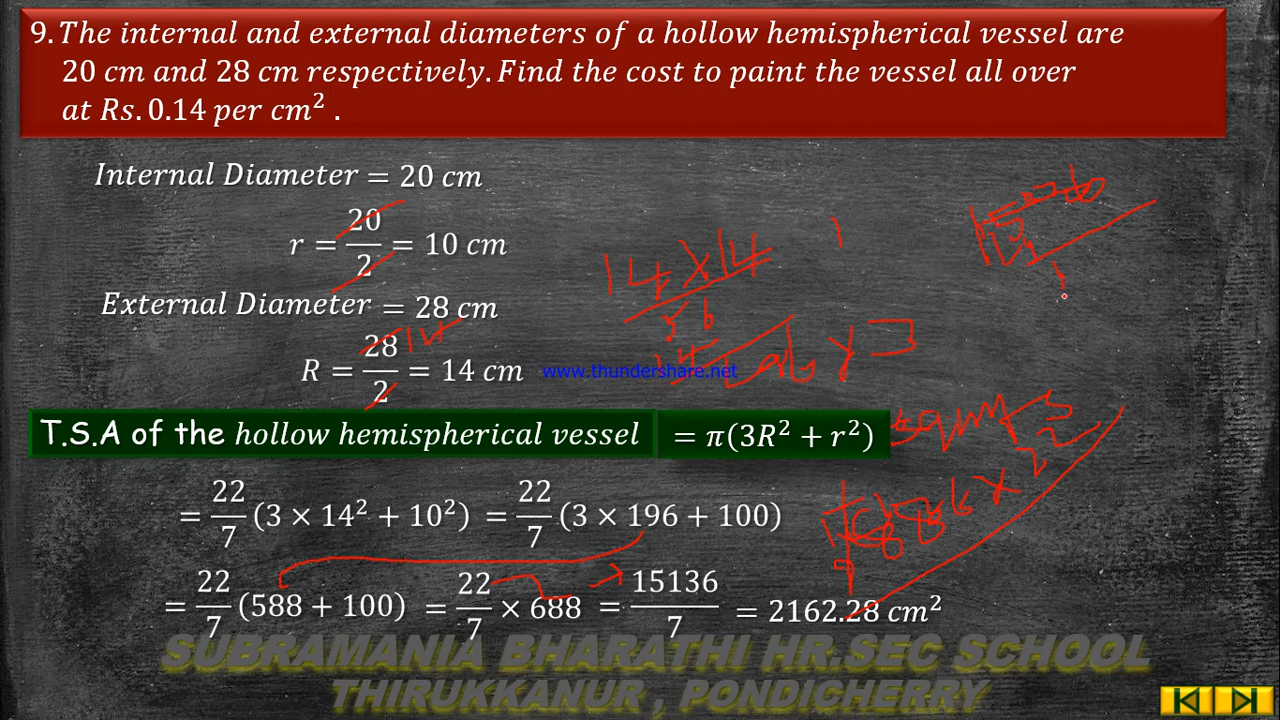 9. The internal and external diameters of a hollow hemispherical vessel are
20 cm and 28 cm respectively. Find the cost to paint the vessel all over
at Rs. 0.14 per cm² .
Internal Diameter = 20 cm
r = 20/2 = 10 cm
External Diameter = 28 cm
R = 28/2 = 14 cm
14
14 x 14
56
www.thundershare.net
T.S.A of the hollow hemispherical vessel = π(3R² + r²)
= 22/7 (3 × 14² + 10²) = 22/7 (3 × 196 + 100)
= 22/7 (588 + 100) = 22/7 × 688 = 15136/7 = 2162.28 cm²
SUBRAMANIA BHARATHI HR.SEC SCHOOL
THIRUKKANUR , PONDICHERRY